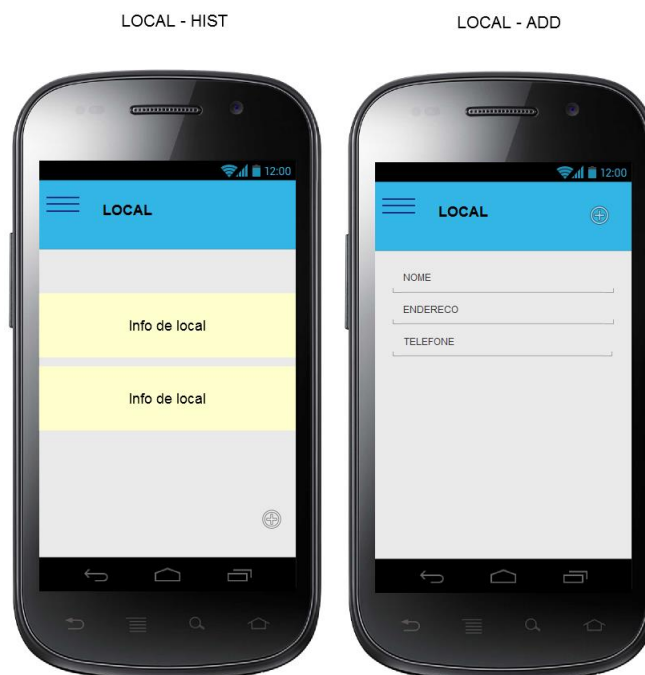 LOCAL - HIST
12:00
LOCAL
Info de local
Info de local
LOCAL - ADD
12:00
LOCAL
NOME
ENDERECO
TELEFONE